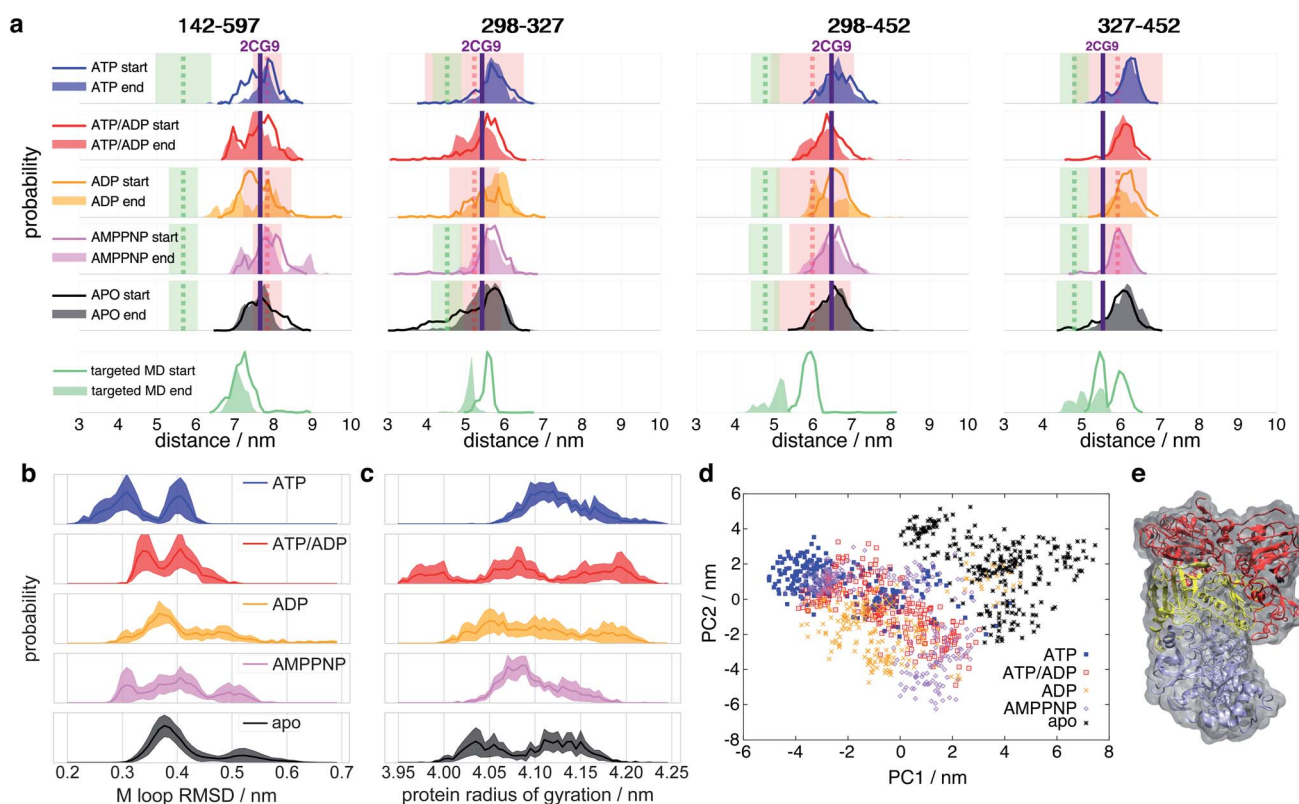 a
142-597
298-327
298-452
327-452
2CG9
2CG9
2CG9
2CG9
probability
ATP start
ATP end
ATP/ADP start
ATP/ADP end
ADP start
ADP end
AMPPNP start
AMPPNP end
APO start
APO end
targeted MD start
targeted MD end
3 4 5 6 7 8 9 10
3 4 5 6 7 8 9 10
3 4 5 6 7 8 9 10
3 4 5 6 7 8 9 10
distance / nm
distance / nm
distance / nm
distance / nm
b
probability
ATP
ATP/ADP
ADP
AMPPNP
apo
0.2 0.3 0.4 0.5 0.6 0.7
M loop RMSD / nm
c
3.95 4.00 4.05 4.10 4.15 4.20 4.25
protein radius of gyration / nm
d
PC2 / nm
6
4
2
0
-2
-4
-6
-8
ATP
ATP/ADP
ADP
AMPPNP
apo
-6 -4 -2 0 2 4 6 8
PC1 / nm
e